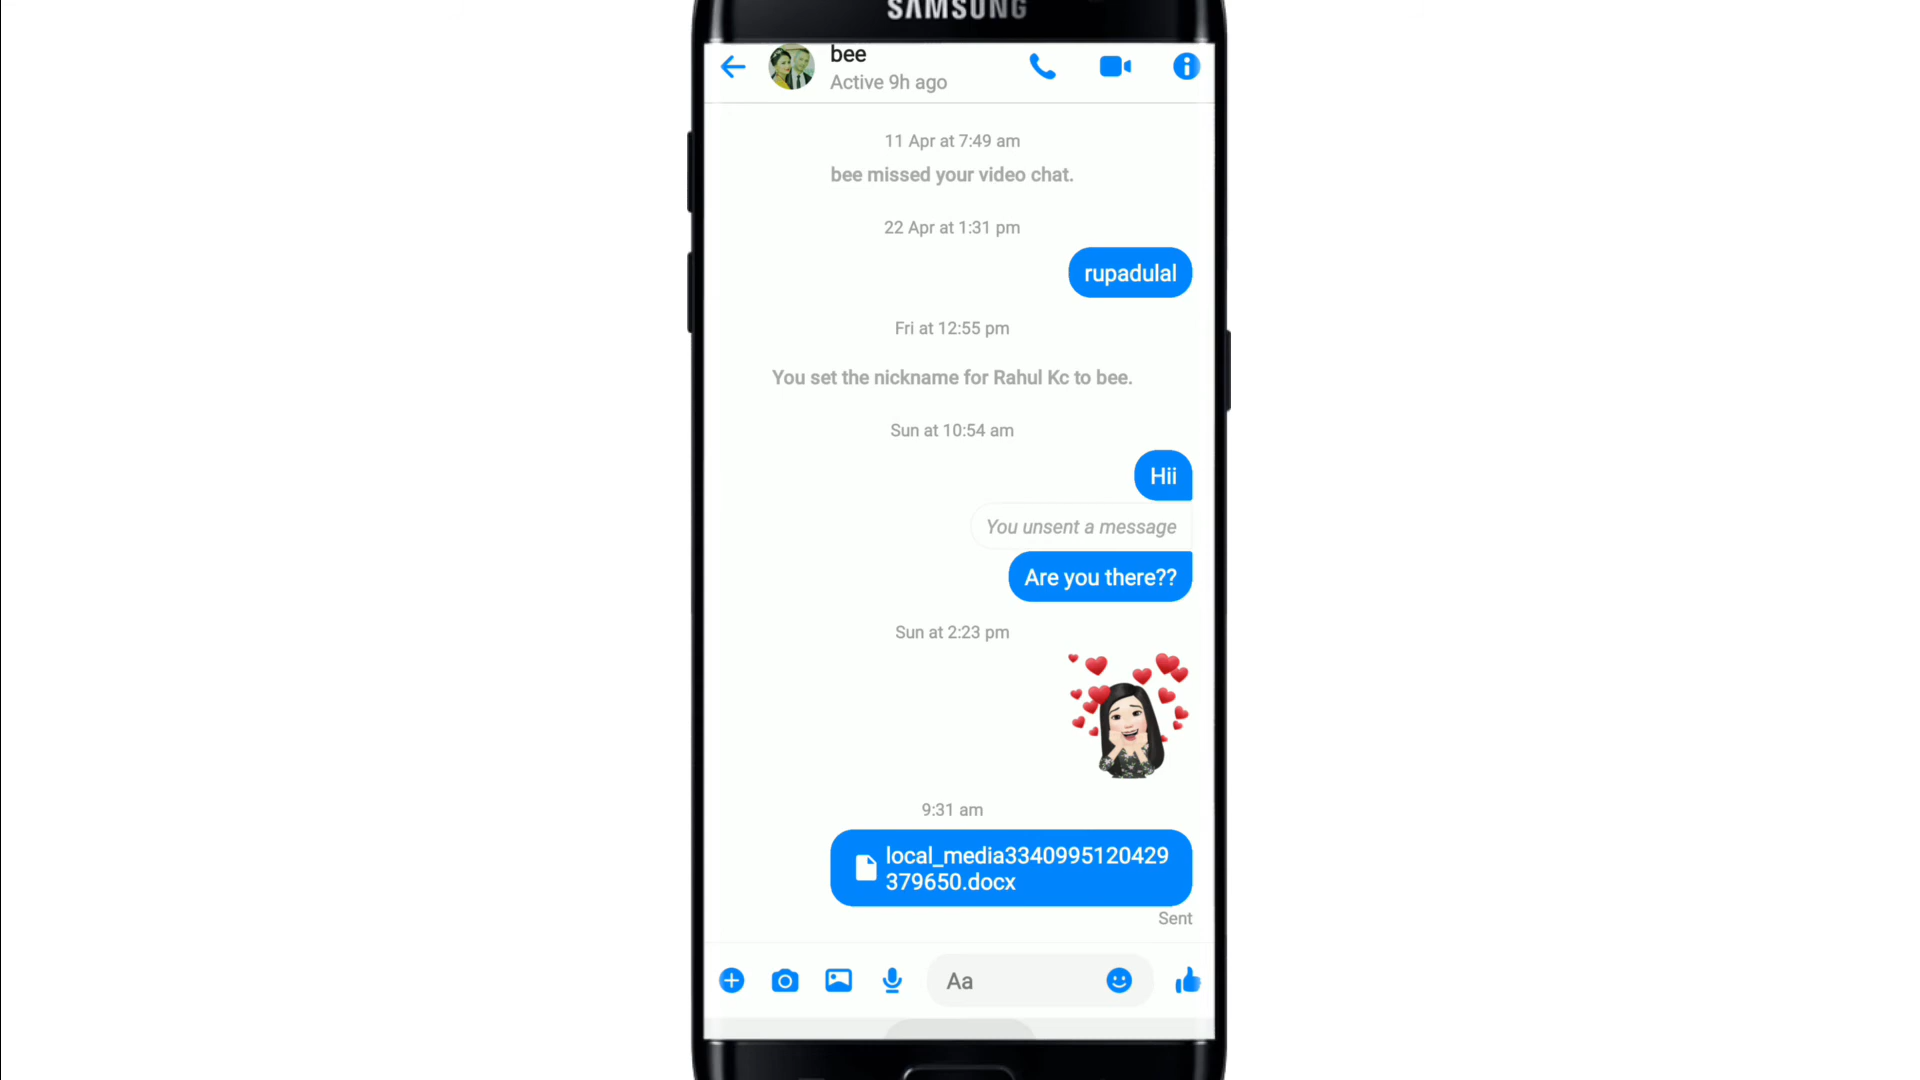 SAMSUNG
bee
Active 9h ago
11 Apr at 7:49 am
bee missed your video chat.
22 Apr at 1:31 pm
rupadulal
Fri at 12:55 pm
You set the nickname for Rahul Kc to bee.
Sun at 10:54 am
Hii
You unsent a message
Are you there??
Sun at 2:23 pm
9:31 am
local_media3340995120429
379650.docx
Sent
Aa